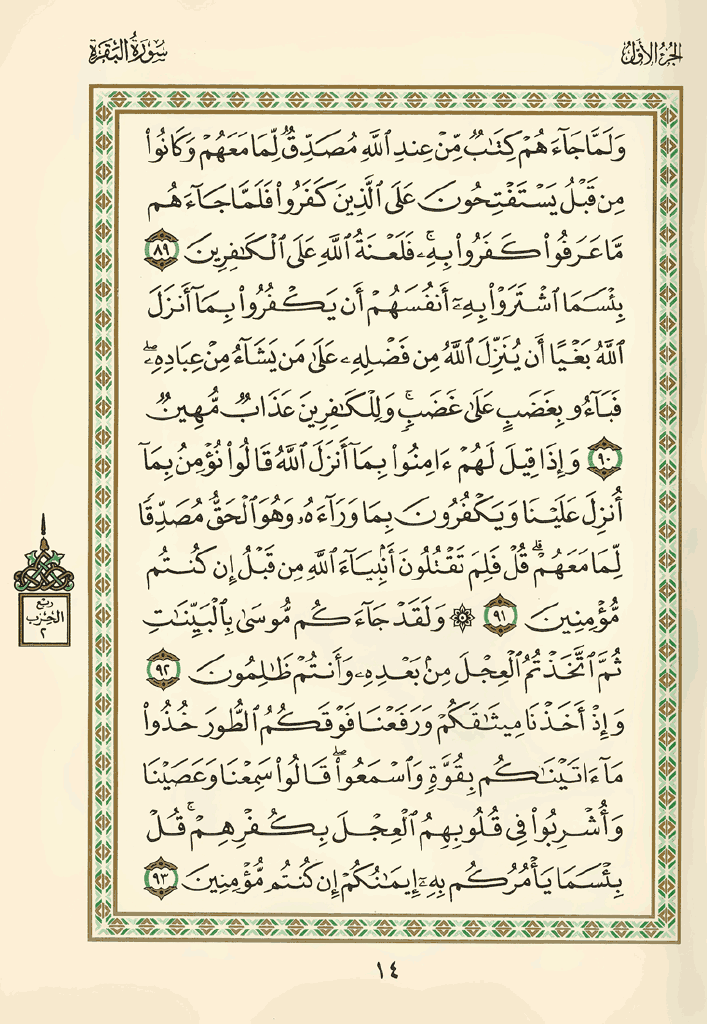 الجزء الأول
سورة البقرة
وَلَمَّا جَآءَهُمْ كِتَٰبٌ مِّنْ عِندِ ٱللَّهِ مُصَدِّقٌ لِّمَا مَعَهُمْ وَكَانُوا۟
مِن قَبْلُ يَسْتَفْتِحُونَ عَلَى ٱلَّذِينَ كَفَرُوا۟ فَلَمَّا جَآءَهُم
مَّا عَرَفُوا۟ كَفَرُوا۟ بِهِۦۚ فَلَعْنَةُ ٱللَّهِ عَلَى ٱلْكَٰفِرِينَ ٨٩
بِئْسَمَا ٱشْتَرَوْا۟ بِهِۦٓ أَنفُسَهُمْ أَن يَكْفُرُوا۟ بِمَآ أَنزَلَ
ٱللَّهُ بَغْيًا أَن يُنَزِّلَ ٱللَّهُ مِن فَضْلِهِۦ عَلَىٰ مَن يَشَآءُ مِنْ عِبَادِهِۦۖ
فَبَآءُو بِغَضَبٍ عَلَىٰ غَضَبٍۚ وَلِلْكَٰفِرِينَ عَذَابٌ مُّهِينٌ
٩٠ وَإِذَا قِيلَ لَهُمْ ءَامِنُوا۟ بِمَآ أَنزَلَ ٱللَّهُ قَالُوا۟ نُؤْمِنُ بِمَآ
أُنزِلَ عَلَيْنَا وَيَكْفُرُونَ بِمَا وَرَآءَهُۥ وَهُوَ ٱلْحَقُّ مُصَدِّقًا
لِّمَا مَعَهُمْۗ قُلْ فَلِمَ تَقْتُلُونَ أَنۢبِيَآءَ ٱللَّهِ مِن قَبْلُ إِن كُنتُم
مُّؤْمِنِينَ ٩١ ۞ وَلَقَدْ جَآءَكُم مُّوسَىٰ بِٱلْبَيِّنَٰتِ
ثُمَّ ٱتَّخَذْتُمُ ٱلْعِجْلَ مِنۢ بَعْدِهِۦ وَأَنتُمْ ظَٰلِمُونَ ٩٢
وَإِذْ أَخَذْنَا مِيثَٰقَكُمْ وَرَفَعْنَا فَوْقَكُمُ ٱلطُّورَ خُذُوا۟
مَآ ءَاتَيْنَٰكُم بِقُوَّةٍ وَٱسْمَعُوا۟ۖ قَالُوا۟ سَمِعْنَا وَعَصَيْنَا
وَأُشْرِبُوا۟ فِى قُلُوبِهِمُ ٱلْعِجْلَ بِكُفْرِهِمْۚ قُلْ
بِئْسَمَا يَأْمُرُكُم بِهِۦٓ إِيمَٰنُكُمْ إِن كُنتُم مُّؤْمِنِينَ ٩٣
ربع
الحزب
٢
١٤